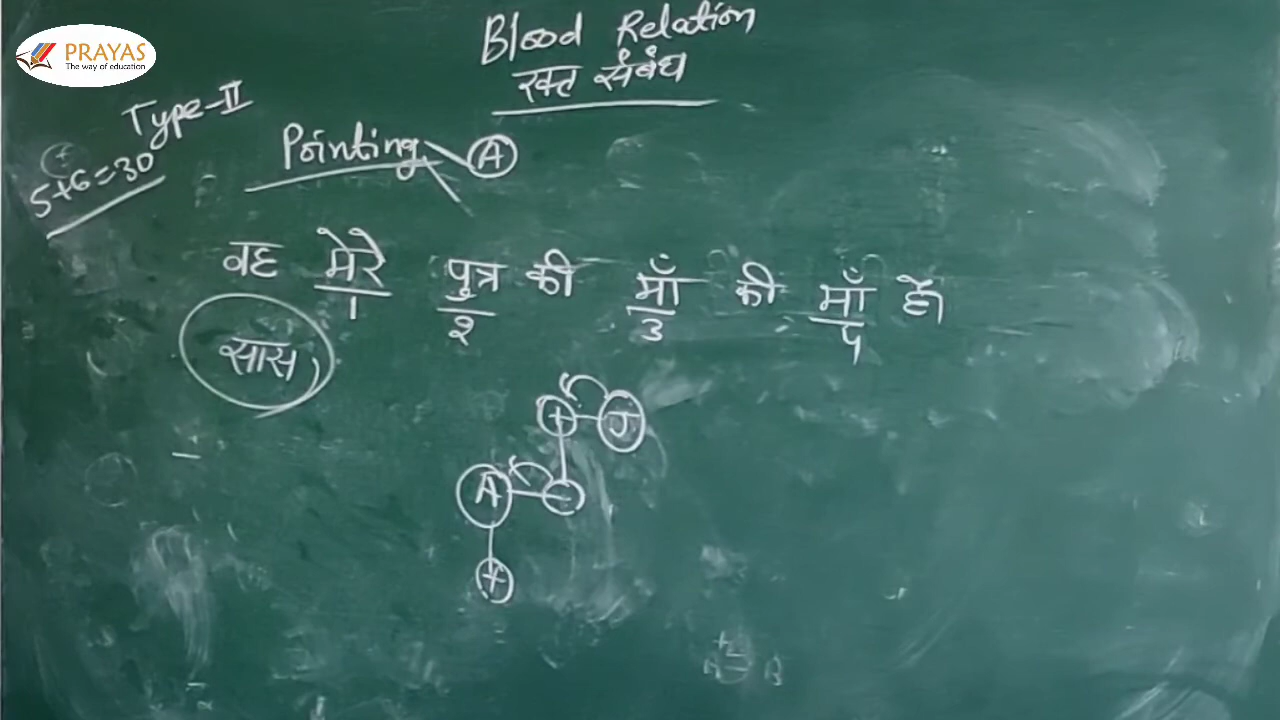 PRAYAS
The way of education
Blood Relation
रक्त संबंध
Type-II
5+6=30
Pointing A
वह मेरे पुत्र की माँ की माँ है।
1 2 3 4
सास
+
A -
+